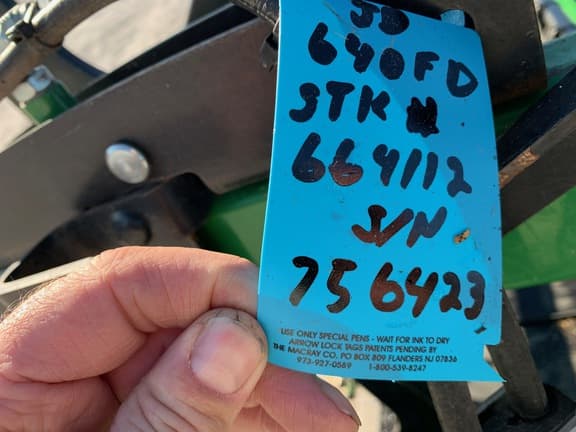 JD
640FD
STK #
664112
S/N
756423
USE ONLY SPECIAL PENS - WAIT FOR INK TO DRY
ARROW LOCK TAGS PATENTS PENDING BY
THE MACRAY CO. PO BOX 809 FLANDERS NJ 07836
973-927-0569 1-800-539-8247